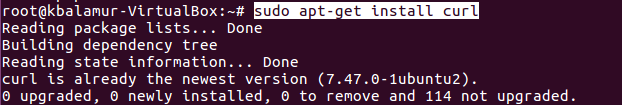 root@kbalamur-VirtualBox:~# sudo apt-get install curl
Reading package lists... Done
Building dependency tree
Reading state information... Done
curl is already the newest version (7.47.0-1ubuntu2).
0 upgraded, 0 newly installed, 0 to remove and 114 not upgraded.